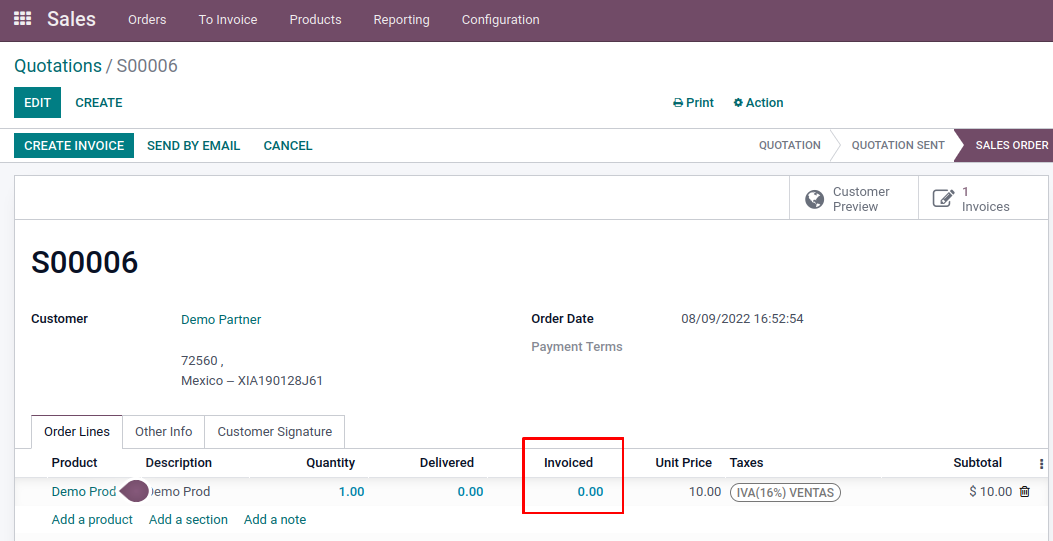 Sales Orders To Invoice Products Reporting Configuration
Quotations / S00006
EDIT CREATE Print Action
CREATE INVOICE SEND BY EMAIL CANCEL QUOTATION QUOTATION SENT SALES ORDER
Customer
Preview
1
Invoices
S00006
Customer Demo Partner Order Date 08/09/2022 16:52:54
Payment Terms
72560 ,
Mexico – XIA190128J61
Order Lines Other Info Customer Signature
Product Description Quantity Delivered Invoiced Unit Price Taxes Subtotal
Demo Prod Demo Prod 1.00 0.00 0.00 10.00 IVA(16%) VENTAS $ 10.00
Add a product Add a section Add a note